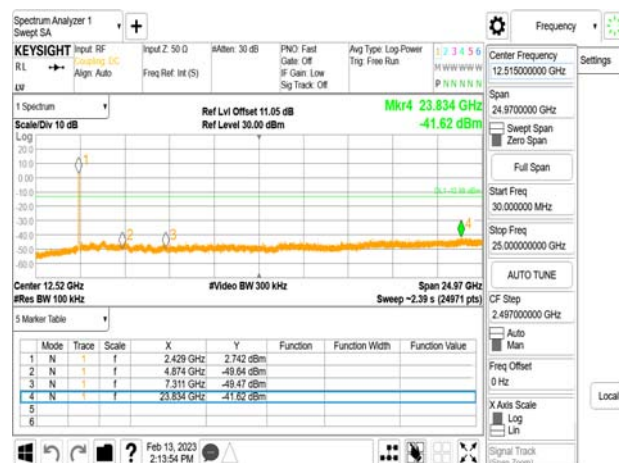 Spectrum Analyzer 1
Swept SA
+
Frequency
Settings
KEYSIGHT
RL
Input: RF
Coupling: DC
Align: Auto
Input Z: 50 Ω
Freq Ref: Int (S)
#Atten: 30 dB
PNO: Fast
Gate: Off
IF Gain: Low
Sig Track: Off
Avg Type: Log-Power
Trig: Free Run
1 2 3 4 5 6
M W W W W W
P N N N N N
1 Spectrum
Scale/Div 10 dB
Ref Lvl Offset 11.05 dB
Ref Level 30.00 dBm
Mkr4 23.834 GHz
-41.62 dBm
Log
20.0
10.0
0.00
-10.0
-20.0
-30.0
-40.0
-50.0
-60.0
1
2
3
4
Center 12.52 GHz
#Video BW 300 kHz
Span 24.97 GHz
#Res BW 100 kHz
Sweep ~2.39 s (24971 pts)
5 Marker Table
Mode Trace Scale X Y Function Function Width Function Value
1 N 1 f 2.429 GHz 2.742 dBm
2 N 1 f 4.874 GHz -49.64 dBm
3 N 1 f 7.311 GHz -49.47 dBm
4 N 1 f 23.834 GHz -41.62 dBm
5
6
?
Feb 13, 2023
2:13:54 PM
Center Frequency
12.515000000 GHz
Span
24.9700000 GHz
Swept Span
Zero Span
Full Span
Start Freq
30.000000 MHz
Stop Freq
25.000000000 GHz
AUTO TUNE
CF Step
2.497000000 GHz
Auto
Man
Freq Offset
0 Hz
X Axis Scale
Log
Lin
Signal Track
(Span Zoom)
Local